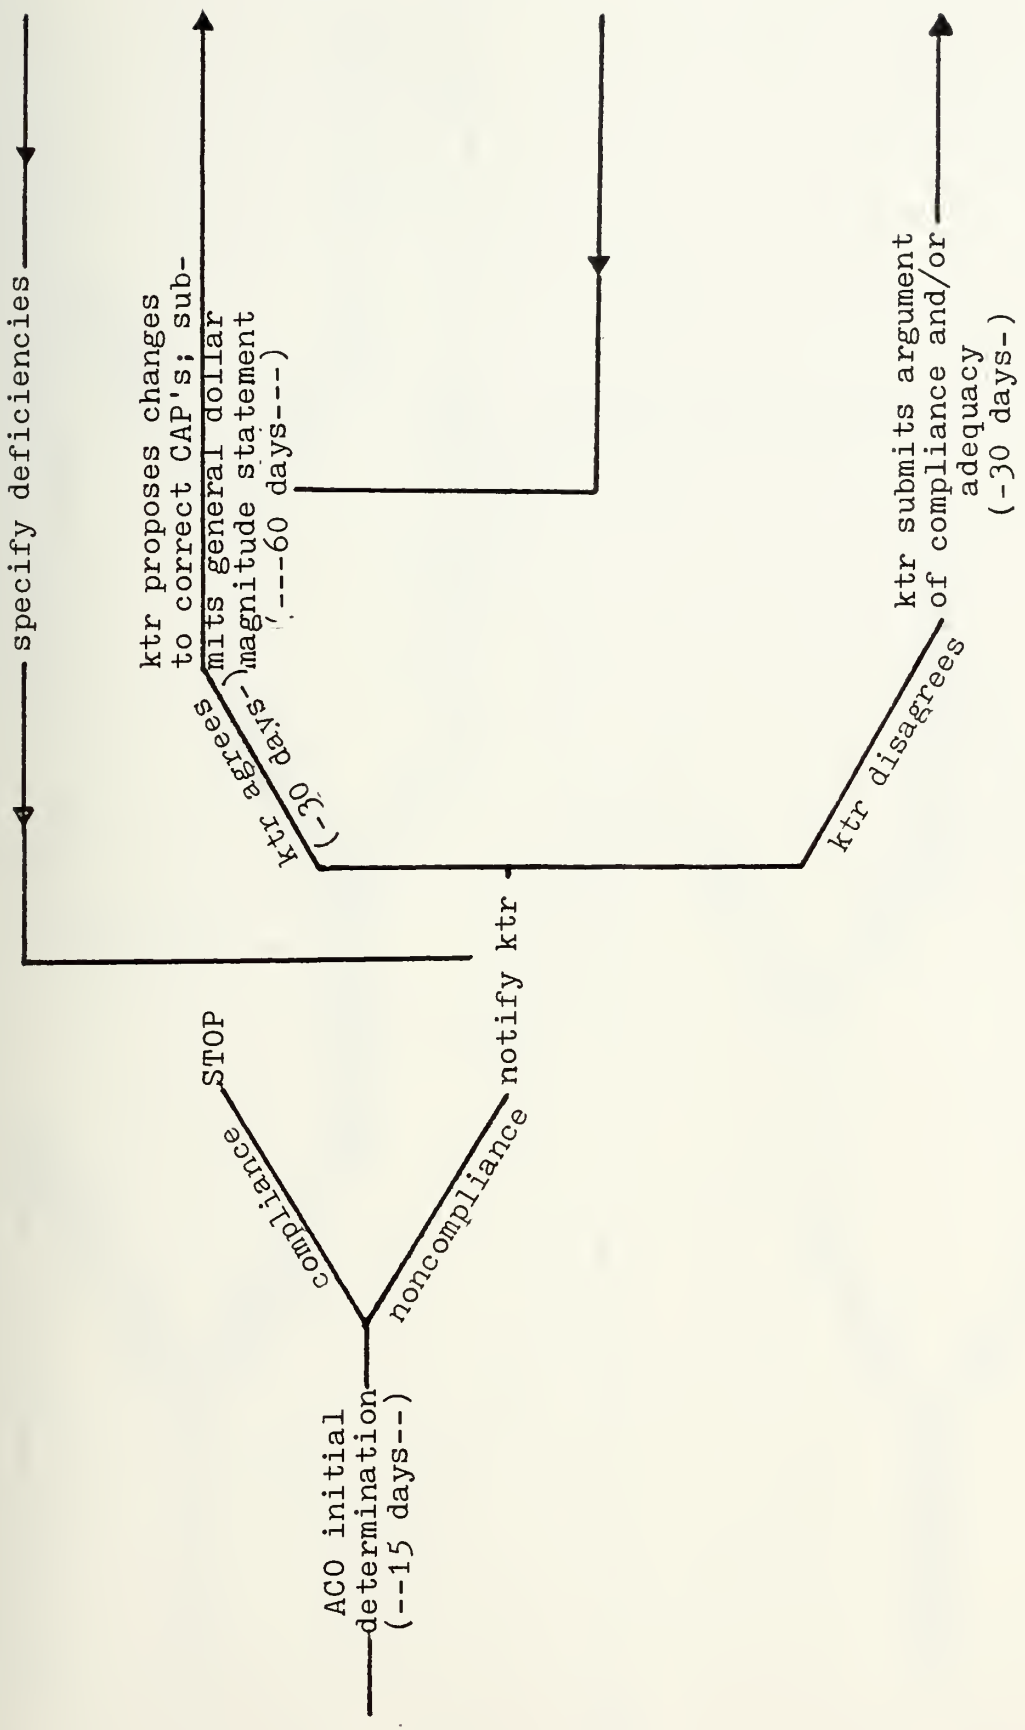 specify deficiencies
ktr proposes changes
to correct CAP's; sub-
mits general dollar
magnitude statement
(---60 days---)
ktr agrees
(-30 days-)
STOP
compliance
ACO initial
determination
(--15 days--)
noncompliance
notify ktr
ktr disagrees
ktr submits argument
of compliance and/or
adequacy
(-30 days-)